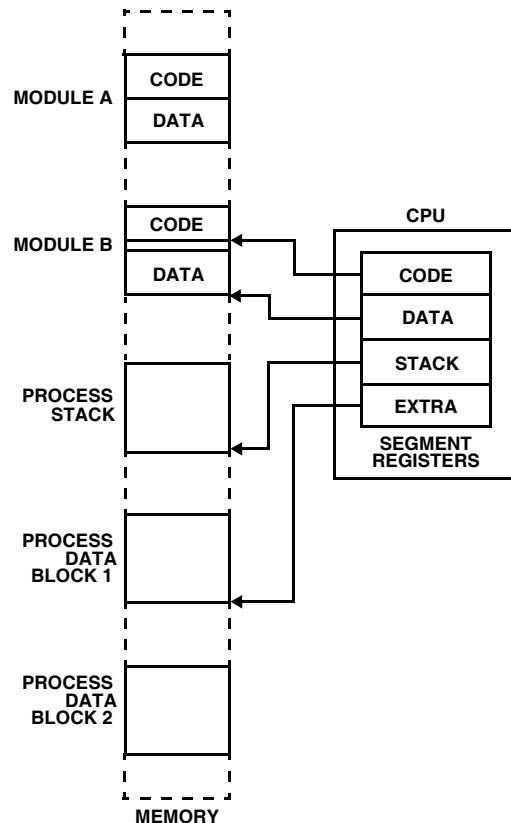 MODULE A
CODE
DATA
MODULE B
CODE
DATA
PROCESS
STACK
PROCESS
DATA
BLOCK 1
PROCESS
DATA
BLOCK 2
MEMORY
CPU
CODE
DATA
STACK
EXTRA
SEGMENT
REGISTERS